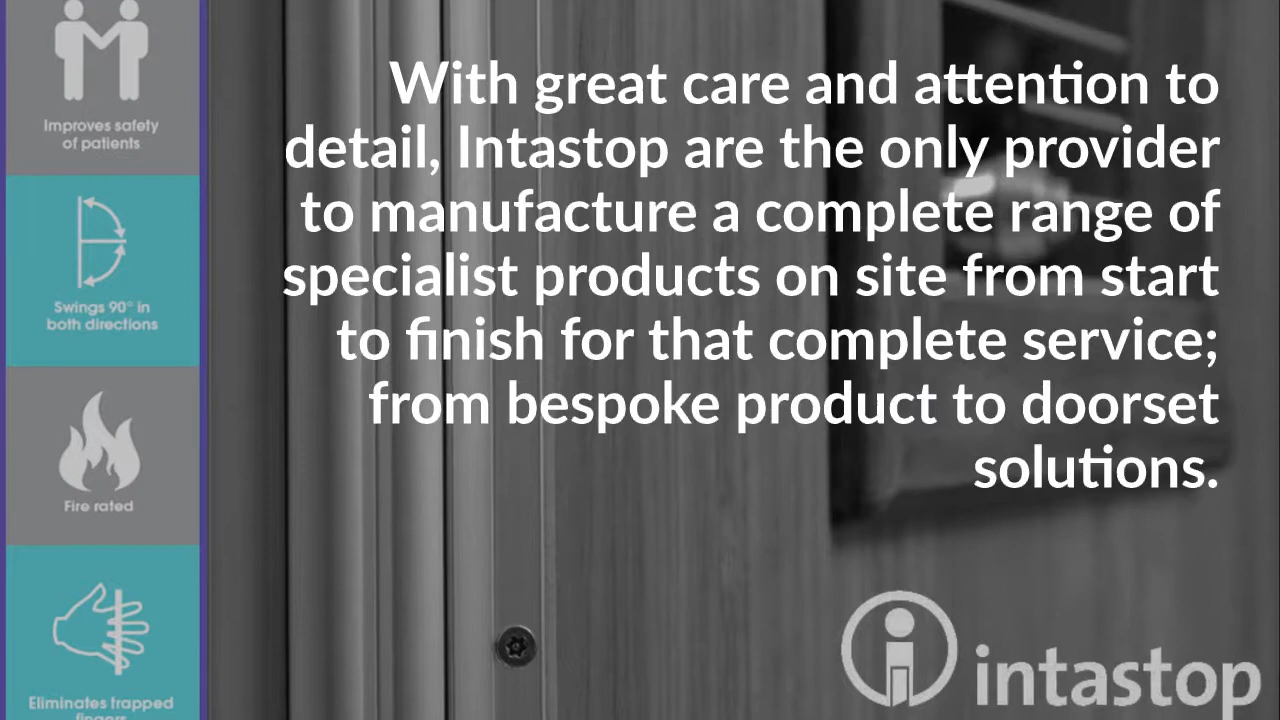 Improves safety
of patients
Swings 90° in
both directions
Fire rated
Eliminates trapped
fingers
With great care and attention to
detail, Intastop are the only provider
to manufacture a complete range of
specialist products on site from start
to finish for that complete service;
from bespoke product to doorset
solutions.
intastop